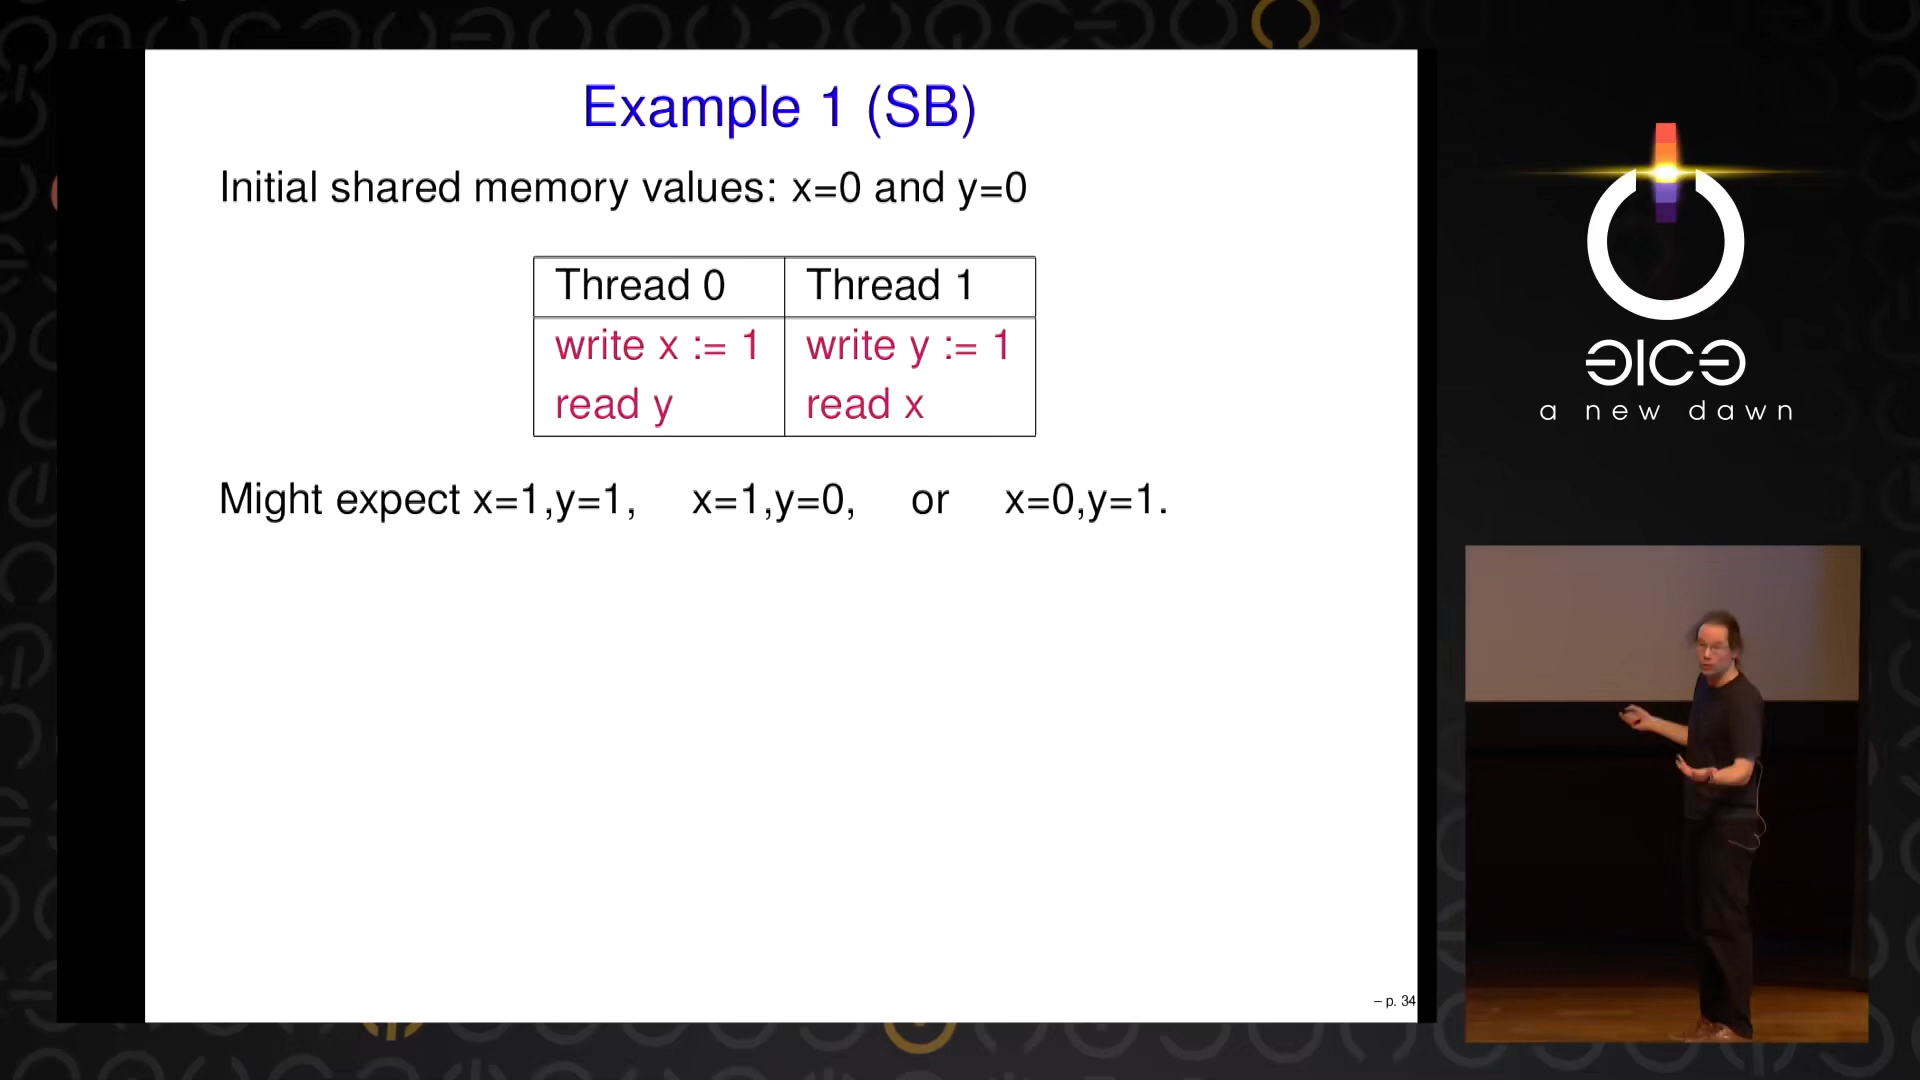 Example 1 (SB)
Initial shared memory values: x=0 and y=0
Thread 0 Thread 1
write x := 1 write y := 1
read y read x
Might expect x=1,y=1, x=1,y=0, or x=0,y=1.
– p. 34
ƏICƏ
a new dawn